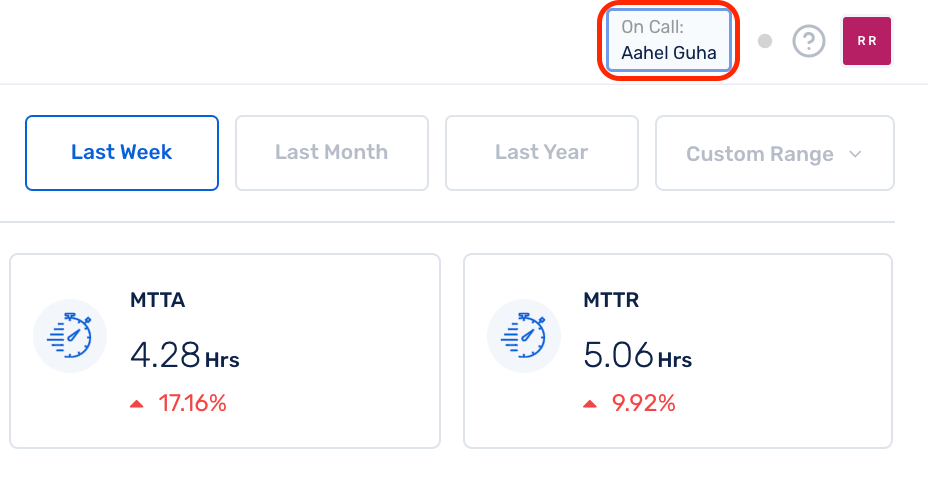 On Call:
Aahel Guha
?
RR
Last Week
Last Month
Last Year
Custom Range
MTTA
4.28 Hrs
17.16%
MTTR
5.06 Hrs
9.92%